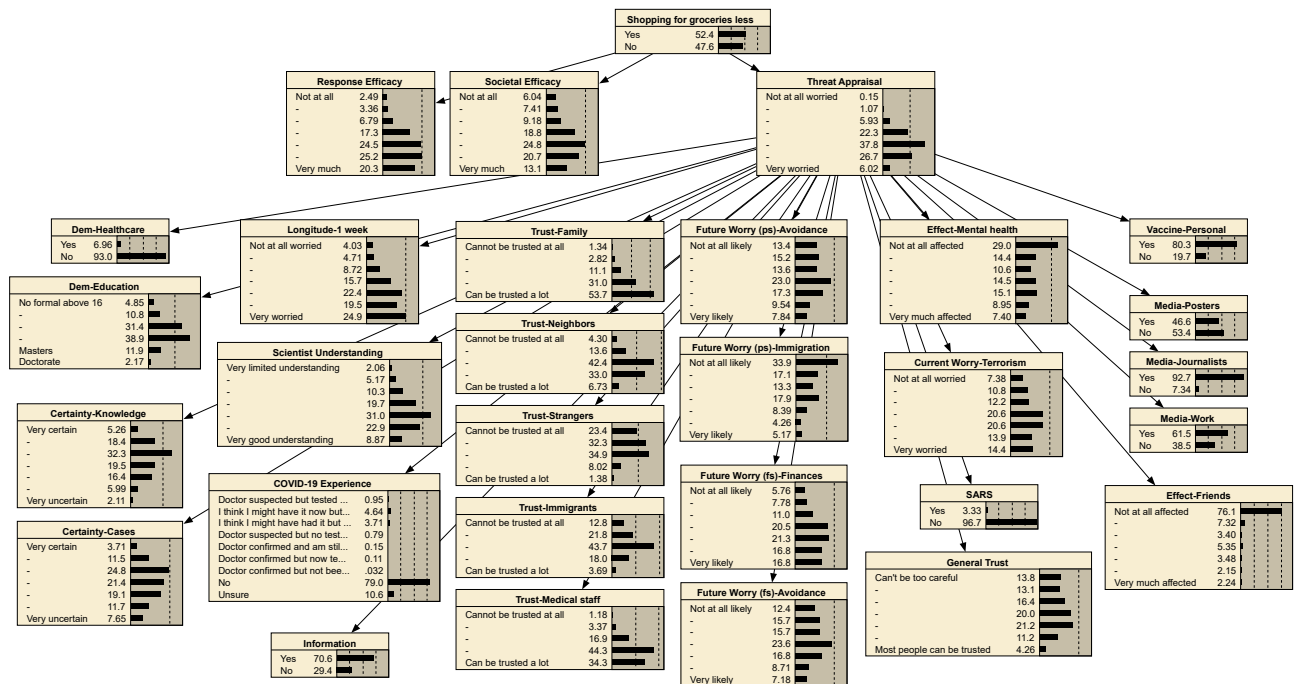 Shopping for groceries less
Yes 52.4
No 47.6
Response Efficacy
Not at all 2.49
- 3.36
- 6.79
- 17.3
- 24.5
- 25.2
Very much 20.3
Societal Efficacy
Not at all 6.04
- 7.41
- 9.18
- 18.8
- 24.8
- 20.7
Very much 13.1
Threat Appraisal
Not at all worried 0.15
- 1.07
- 5.93
- 22.3
- 37.8
- 26.7
Very worried 6.02
Dem-Healthcare
Yes 6.96
No 93.0
Longitude-1 week
Not at all worried 4.03
- 4.71
- 8.72
- 15.7
- 22.4
- 19.5
Very worried 24.9
Trust-Family
Cannot be trusted at all 1.34
- 2.82
- 11.1
- 31.0
Can be trusted a lot 53.7
Future Worry (ps)-Avoidance
Not at all likely 13.4
- 15.2
- 13.6
- 23.0
- 17.3
- 9.54
Very likely 7.84
Effect-Mental health
Not at all affected 29.0
- 14.4
- 10.6
- 14.5
- 15.1
- 8.95
Very much affected 7.40
Vaccine-Personal
Yes 80.3
No 19.7
Dem-Education
No formal above 16 4.85
- 10.8
- 31.4
- 38.9
Masters 11.9
Doctorate 2.17
Media-Posters
Yes 46.6
No 53.4
Trust-Neighbors
Cannot be trusted at all 4.30
- 13.6
- 42.4
- 33.0
Can be trusted a lot 6.73
Scientist Understanding
Very limited understanding 2.06
- 5.17
- 10.3
- 19.7
- 31.0
- 22.9
Very good understanding 8.87
Future Worry (ps)-Immigration
Not at all likely 33.9
- 17.1
- 13.3
- 17.9
- 8.39
- 4.26
Very likely 5.17
Current Worry-Terrorism
Not at all worried 7.38
- 10.8
- 12.2
- 20.6
- 20.6
- 13.9
Very worried 14.4
Media-Journalists
Yes 92.7
No 7.34
Certainty-Knowledge
Very certain 5.26
- 18.4
- 32.3
- 19.5
- 16.4
- 5.99
Very uncertain 2.11
Trust-Strangers
Cannot be trusted at all 23.4
- 32.3
- 34.9
- 8.02
Can be trusted a lot 1.38
Media-Work
Yes 61.5
No 38.5
COVID-19 Experience
Doctor suspected but tested ... 0.95
I think I might have it now but... 4.64
I think I might have had it but ... 3.71
Doctor suspected but no test... 0.79
Doctor confirmed and am stil... 0.15
Doctor confirmed but now te... 0.11
Doctor confirmed but not bee... .032
No 79.0
Unsure 10.6
Future Worry (fs)-Finances
Not at all likely 5.76
- 7.78
- 11.0
- 20.5
- 21.3
- 16.8
Very likely 16.8
SARS
Yes 3.33
No 96.7
Effect-Friends
Not at all affected 76.1
- 7.32
- 3.40
- 5.35
- 3.48
- 2.15
Very much affected 2.24
Certainty-Cases
Very certain 3.71
- 11.5
- 24.8
- 21.4
- 19.1
- 11.7
Very uncertain 7.65
Trust-Immigrants
Cannot be trusted at all 12.8
- 21.8
- 43.7
- 18.0
Can be trusted a lot 3.69
General Trust
Can't be too careful 13.8
- 13.1
- 16.4
- 20.0
- 21.2
- 11.2
Most people can be trusted 4.26
Trust-Medical staff
Cannot be trusted at all 1.18
- 3.37
- 16.9
- 44.3
Can be trusted a lot 34.3
Future Worry (fs)-Avoidance
Not at all likely 12.4
- 15.7
- 15.7
- 23.6
- 16.8
- 8.71
Very likely 7.18
Information
Yes 70.6
No 29.4